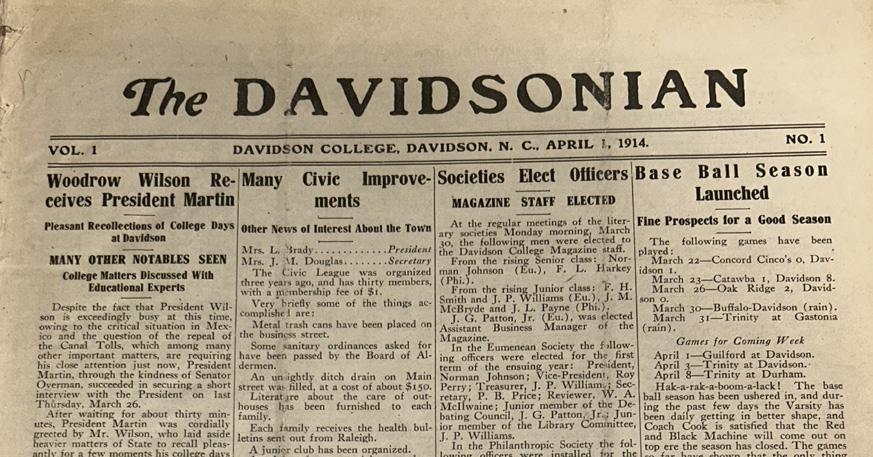 The DAVIDSONIAN
VOL. 1
DAVIDSON COLLEGE, DAVIDSON, N. C., APRIL 1, 1914.
NO. 1
Woodrow Wilson Re-
ceives President Martin
Pleasant Recollections of College Days
at Davidson
MANY OTHER NOTABLES SEEN
College Matters Discussed With
Educational Experts
Despite the fact that President Wil-
son is exceedingly busy at this time,
owing to the critical situation in Mex-
ico and the question of the repeal of
the Canal Tolls, which among many
other important matters, are requiring
his close attention just now, President
Martin, through the kindness of Senator
Overman, succeeded in securing a short
interview with the President on last
Thursday, March 26.
After waiting for about thirty min-
utes, President Martin was cordially
greeted by Mr. Wilson, who laid aside
heavier matters of State to recall pleas-
antly for a few moments his college days
Many Civic Improve-
ments
Other News of Interest About the Town
Mrs. L. Brady..........President
Mrs. J. M. Douglas........Secretary
The Civic League was organized
three years ago, and has thirty members,
with a membership fee of $1.
Very briefly some of the things ac-
complished are:
Metal trash cans have been placed on
the business street.
Some sanitary ordinances asked for
have been passed by the Board of Al-
dermen.
An unsightly ditch on Main
street was filled, at a cost of about $150.
Literature about the care of out-
houses has been furnished to each
family.
Each family receives the health bul-
letins sent out from Raleigh.
A junior club has been organized.
Societies Elect Officers
MAGAZINE STAFF ELECTED
At the regular meetings of the liter-
ary societies Monday morning, March
30, the following men were elected to
the Davidson College Magazine staff.
From the rising Senior class: Nor-
man Johnson (Eu.), F. L. Harkey
(Phi.).
From the rising Junior class: F. H.
Smith and J. P. Williams (Eu.), J. M.
McBryde and J. L. Payne (Phi.).
J. G. Patton, Jr. (Eu.), was elected
Assistant Business Manager of the
Magazine.
In the Eumenean Society the follow-
ing officers were elected for the first
term of the ensuing year: President,
Norman Johnson; Vice-President, Roy
Perry; Treasurer, J. P. Williams; Sec-
retary, P. B. Price; Reviewer, W. A.
McIlwaine; Junior member of the De-
bating Council, J. G. Patton, Jr.; Jun-
ior member of the Library Committee,
J. P. Williams.
In the Philanthropic Society the fol-
lowing officers were installed for the
Base Ball Season
Launched
Fine Prospects for a Good Season
The following games have been
played:
March 22—Concord Cinco's 0, Dav-
idson 1.
March 23—Catawba 1, Davidson 8.
March 26—Oak Ridge 2, David-
son 0.
March 30—Buffalo-Davidson (rain).
March 31—Trinity at Gastonia
(rain).
Games for Coming Week
April 1—Guilford at Davidson.
April 3—Trinity at Davidson.
April 8—Trinity at Durham.
Hak-a-rak-a-boom-a-lack! The base
ball season has been ushered in, and dur-
ing the past few days the Varsity has
been daily getting in better shape, and
Coach Cook is satisfied that the Red
and Black Machine will come out on
top ere the season has closed. The games
so far have shown that the only thing